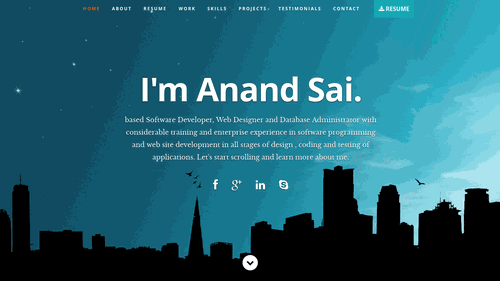 HOME ABOUT RESUME WORK SKILLS PROJECTS TESTIMONIALS CONTACT RESUME
I'm Anand Sai.
based Software Developer, Web Designer and Database Administrator with
considerable training and enterprise experience in software programming
and web site development in all stages of design , coding and testing of
applications. Let's start scrolling and learn more about me.